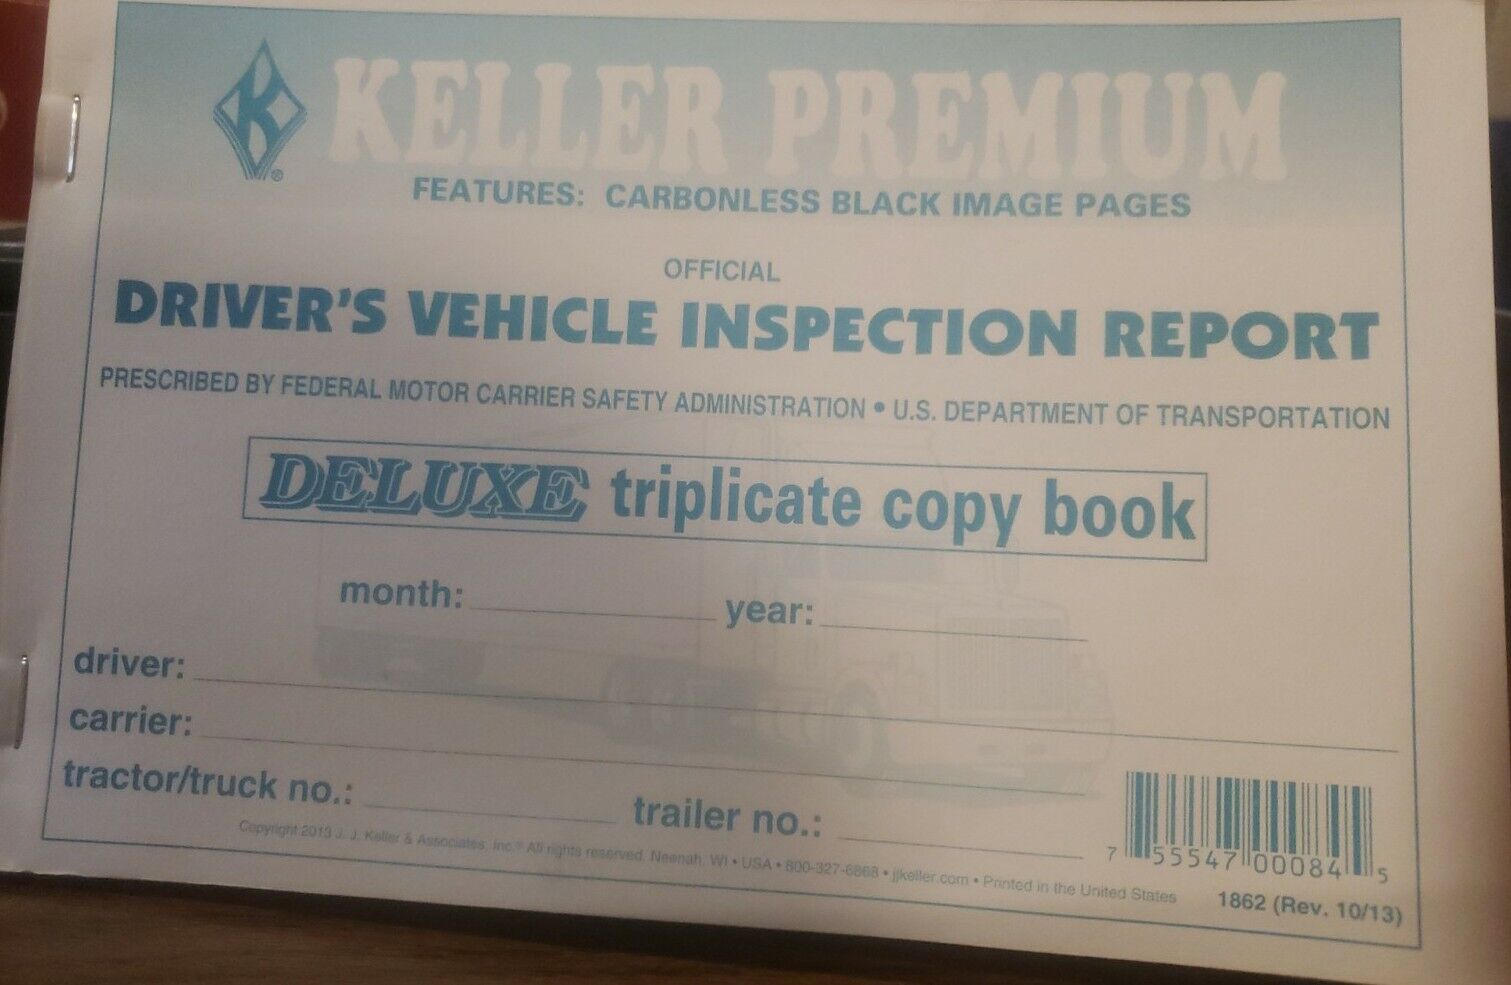 K®
KELLER PREMIUM
FEATURES: CARBONLESS BLACK IMAGE PAGES
OFFICIAL
DRIVER'S VEHICLE INSPECTION REPORT
PRESCRIBED BY FEDERAL MOTOR CARRIER SAFETY ADMINISTRATION • U.S. DEPARTMENT OF TRANSPORTATION
DELUXE triplicate copy book
month: year:
driver:
carrier:
tractor/truck no.: trailer no.:
7 55547 00084 5
Copyright 2013 J. J. Keller & Associates, Inc.® All rights reserved. Neenah, WI • USA • 800-327-6868 • jjkeller.com • Printed in the United States
1862 (Rev. 10/13)